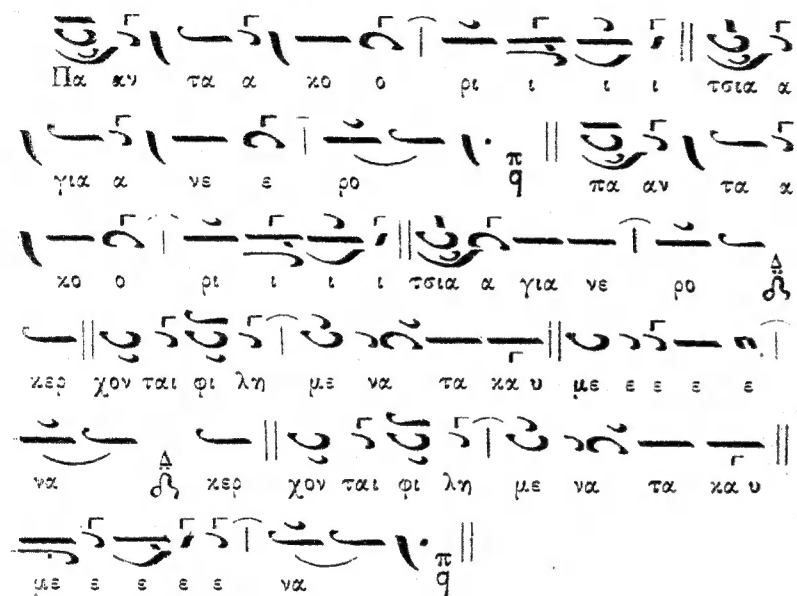 Πα αν τα α κο ο ρι ι ι ι τσια α
για α νε ε ρο π q πα αν τα α
κο ο ρι ι ι ι τσια α για νε ρο Δ
κερ χον ται φι λη με να τα κα υ με ε ε ε ε
να Δ κερ χον ται φι λη με να τα κα υ
με ε ε ε ε να π q